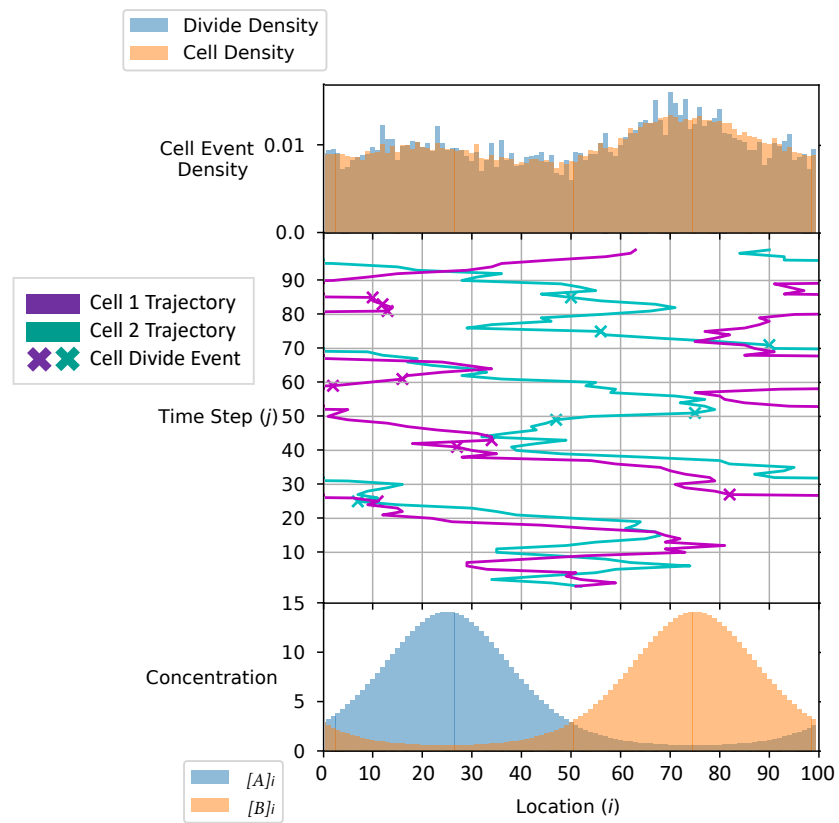 Divide Density
Cell Density
Cell Event
Density
0.01
0.0
Cell 1 Trajectory
Cell 2 Trajectory
Cell Divide Event
90
80
70
60
Time Step (j) 50
40
30
20
10
15
10
5
0
Concentration
0 10 20 30 40 50 60 70 80 90 100
Location (i)
[A]i
[B]i